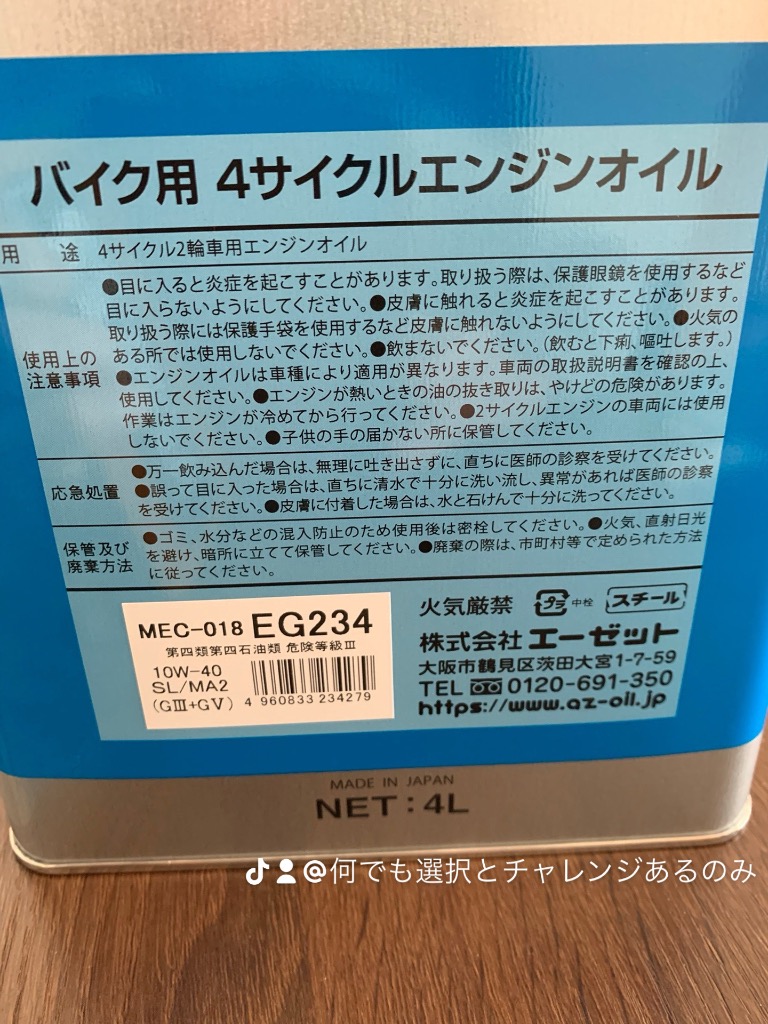 バイク用 4サイクルエンジンオイル
用 途 4サイクル2輪車用エンジンオイル
使用上の
注意事項
●目に入ると炎症を起こすことがあります。取り扱う際は、保護眼鏡を使用するなど
目に入らないようにしてください。●皮膚に触れると炎症を起こすことがあります。
取り扱う際には保護手袋を使用するなど皮膚に触れないようにしてください。●火気の
ある所では使用しないでください。●飲まないでください。(飲むと下痢、嘔吐します。)
●エンジンオイルは車種により適用が異なります。車両の取扱説明書を確認の上、
使用してください。●エンジンが熱いときの油の抜き取りは、やけどの危険があります。
作業はエンジンが冷めてから行ってください。●2サイクルエンジンの車両には使用
しないでください。●子供の手の届かない所に保管してください。
応急処置
●万一飲み込んだ場合は、無理に吐き出さずに、直ちに医師の診察を受けてください。
●誤って目に入った場合は、直ちに清水で十分に洗い流し、異常があれば医師の診察
を受けてください。●皮膚に付着した場合は、水と石けんで十分に洗ってください。
保管及び
廃棄方法
●ゴミ、水分などの混入防止のため使用後は密栓してください。●火気、直射日光
を避け、暗所に立てて保管してください。●廃棄の際は、市町村等で定められた方法
に従ってください。
MEC-018 EG234
第四類第四石油類 危険等級Ⅲ
10W-40
SL/MA2
(GⅢ+GⅤ)
4 960833 234279
火気厳禁 プラ 中栓 スチール
株式会社 エーゼット
大阪市鶴見区茨田大宮1-7-59
TEL 0120-691-350
https://www.az-oil.jp
MADE IN JAPAN
NET：4L
@何でも選択とチャレンジあるのみ